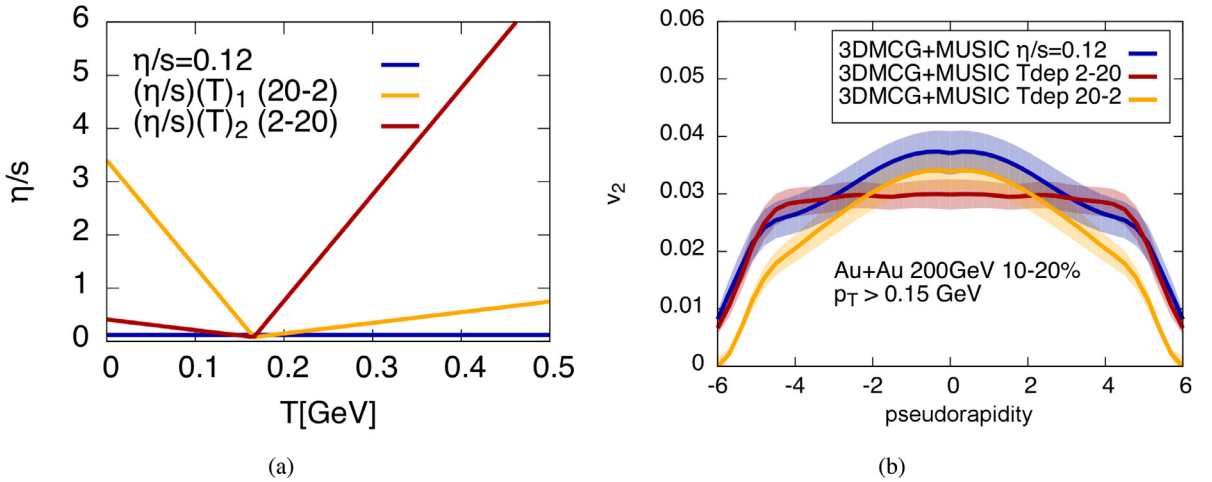 6
5
4
3
2
1
0
η/s
η/s=0.12
(η/s)(T)₁ (20-2)
(η/s)(T)₂ (2-20)
0 0.1 0.2 0.3 0.4 0.5
T[GeV]
(a)
0.06
0.05
0.04
0.03
0.02
0.01
0
v₂
3DMCG+MUSIC η/s=0.12
3DMCG+MUSIC Tdep 2-20
3DMCG+MUSIC Tdep 20-2
Au+Au 200GeV 10-20%
p_T > 0.15 GeV
-6 -4 -2 0 2 4 6
pseudorapidity
(b)